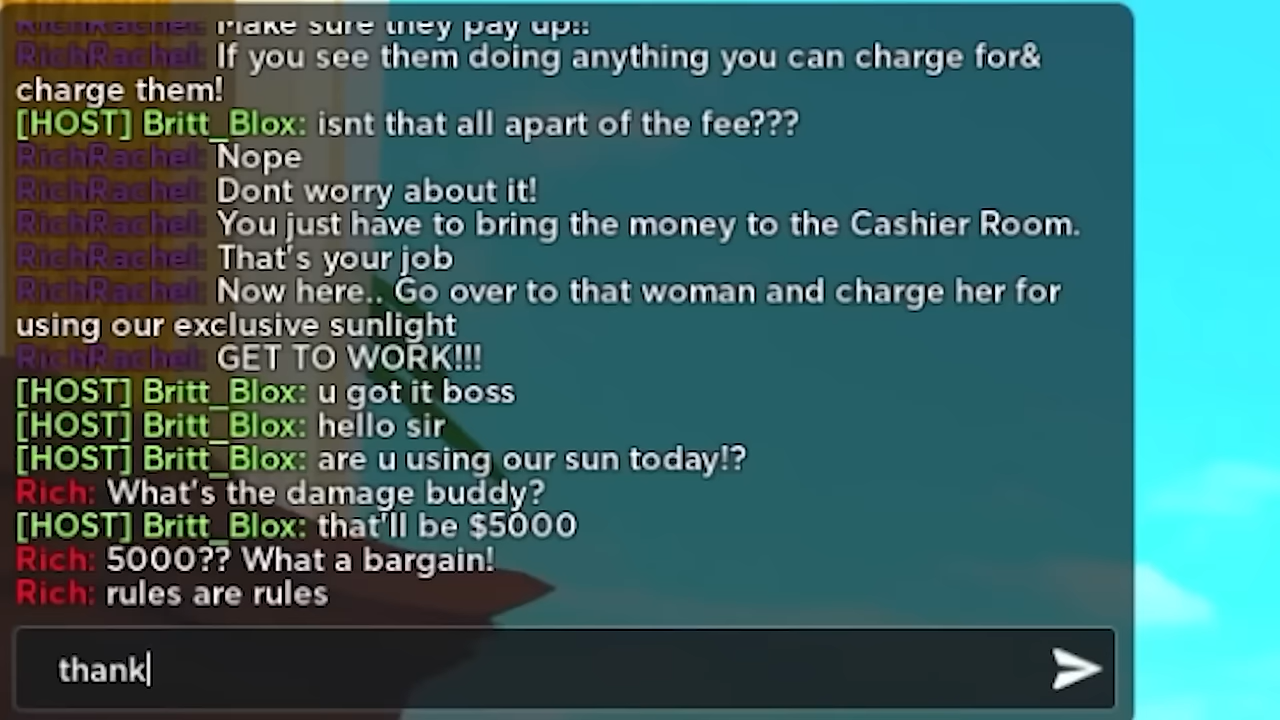 RichRachel: Make sure they pay up!!
RichRachel: If you see them doing anything you can charge for&
charge them!
[HOST] Britt_Blox: isnt that all apart of the fee???
RichRachel: Nope
RichRachel: Dont worry about it!
RichRachel: You just have to bring the money to the Cashier Room.
RichRachel: That's your job
RichRachel: Now here.. Go over to that woman and charge her for
using our exclusive sunlight
RichRachel: GET TO WORK!!!
[HOST] Britt_Blox: u got it boss
[HOST] Britt_Blox: hello sir
[HOST] Britt_Blox: are u using our sun today!?
Rich: What's the damage buddy?
[HOST] Britt_Blox: that'll be $5000
Rich: 5000?? What a bargain!
Rich: rules are rules
thank